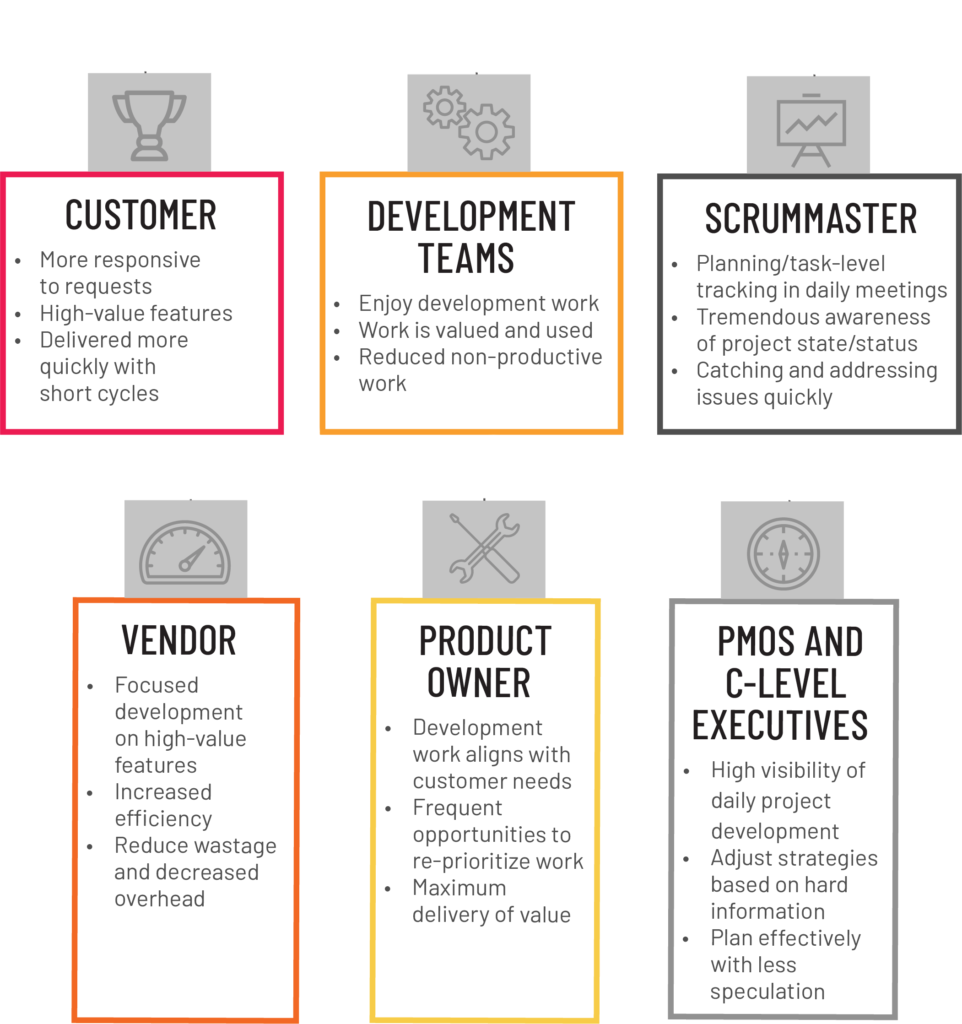 CUSTOMER
• More responsive
to requests
• High-value features
• Delivered more
quickly with
short cycles
DEVELOPMENT
TEAMS
• Enjoy development work
• Work is valued and used
• Reduced non-productive
work
SCRUMMASTER
• Planning/task-level
tracking in daily meetings
• Tremendous awareness
of project state/status
• Catching and addressing
issues quickly
VENDOR
• Focused
development
on high-value
features
• Increased
efficiency
• Reduce wastage
and decreased
overhead
PRODUCT
OWNER
• Development
work aligns with
customer needs
• Frequent
opportunities to
re-prioritize work
• Maximum
delivery of value
PMOS AND
C-LEVEL
EXECUTIVES
• High visibility of
daily project
development
• Adjust strategies
based on hard
information
• Plan effectively
with less
speculation